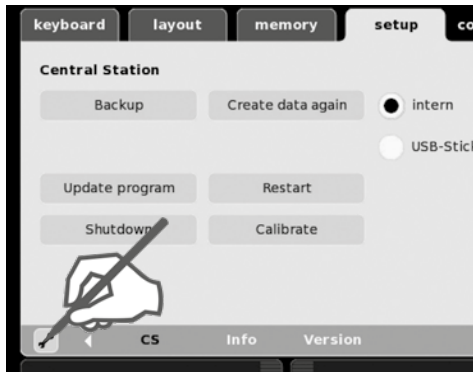 keyboard layout memory setup co
Central Station
Backup Create data again intern
USB-Stick
Update program Restart
Shutdown Calibrate
CS Info Version